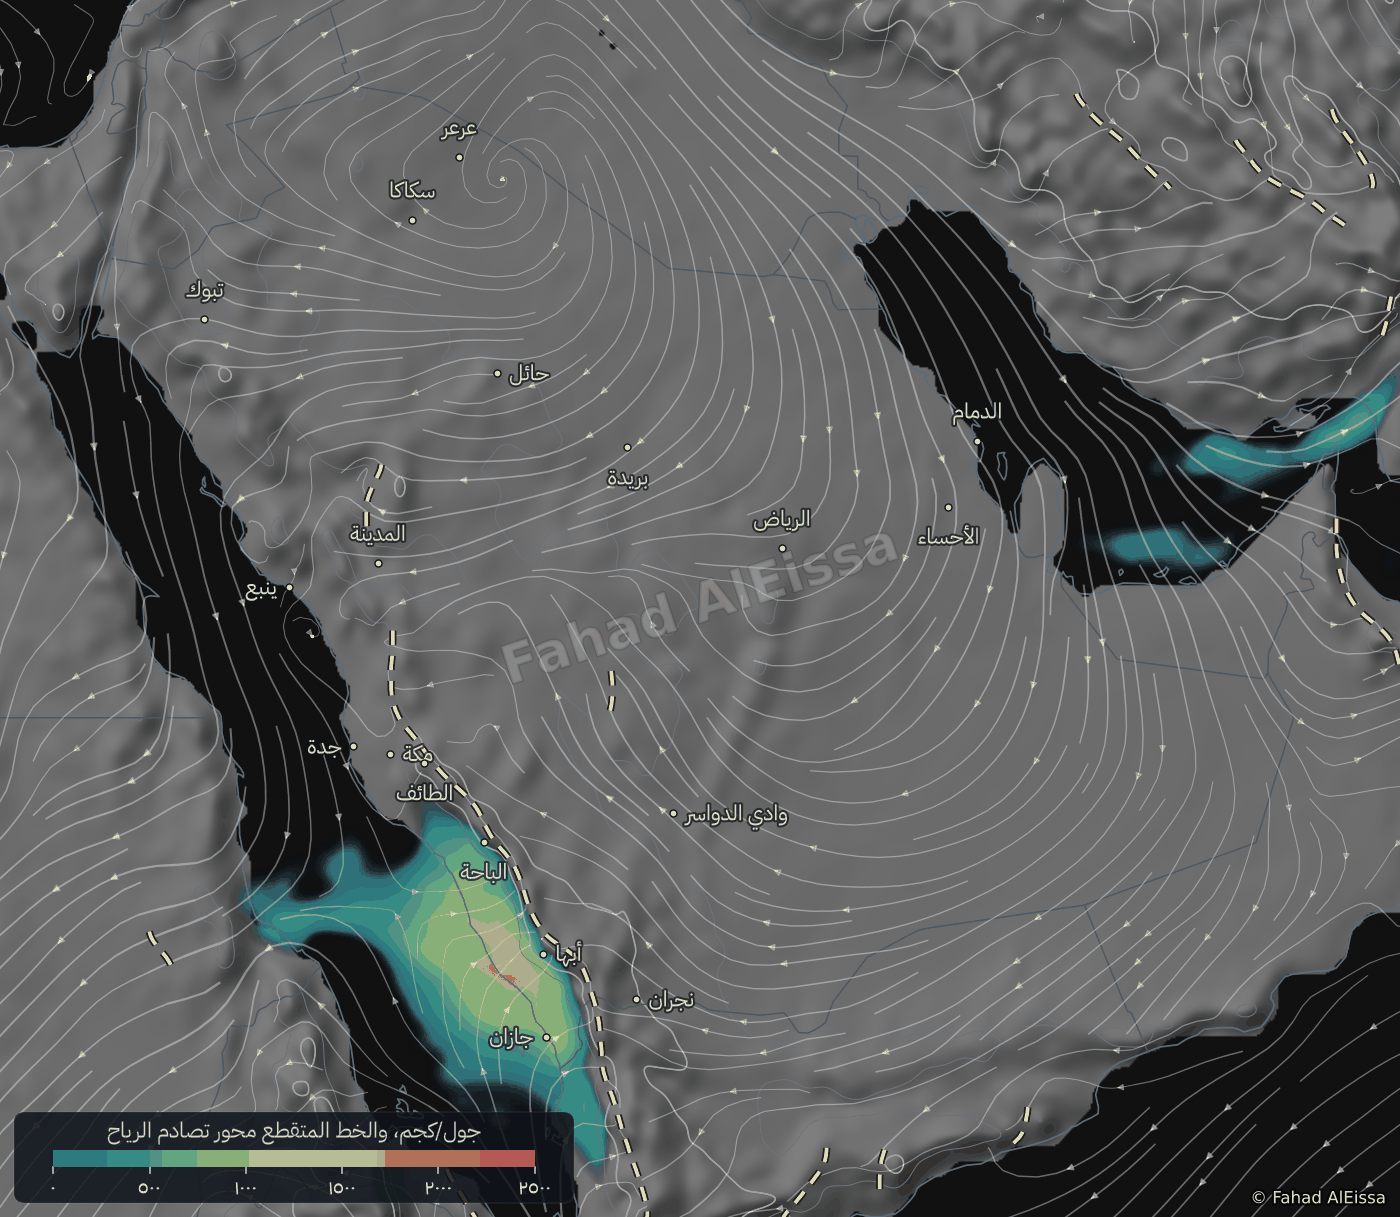 عرعر
سكاكا
تبوك
حائل
الدمام
بريدة
الرياض
الأحساء
المدينة
ينبع
Fahad AlEissa
جدة
مكة
الطائف
وادي الدواسر
الباحة
أبها
نجران
جازان
جول/كجم، والخط المتقطع محور تصادم الرياح
٠ ٥٠٠ ١٠٠٠ ١٥٠٠ ٢٠٠٠ ٢٥٠٠
© Fahad AlEissa